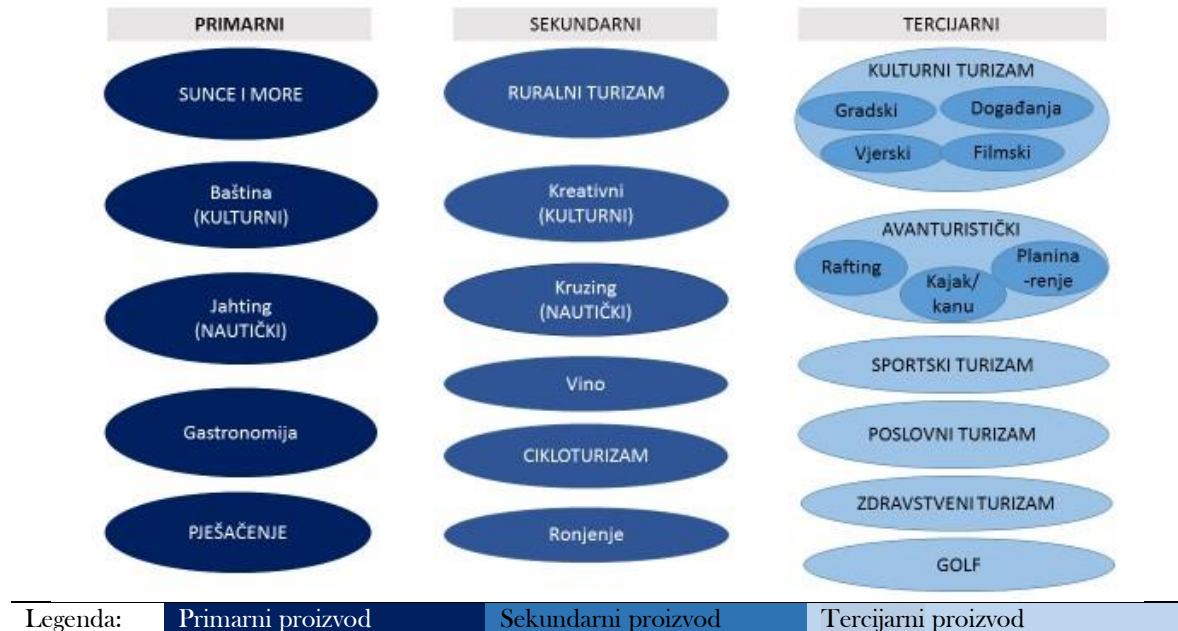 PRIMARNI
SUNCE I MORE
Baština
(KULTURNI)
Jahting
(NAUTIČKI)
Gastronomija
PJEŠAČENJE
SEKUNDARNI
RURALNI TURIZAM
Kreativni
(KULTURNI)
Kruzing
(NAUTIČKI)
Vino
CIKLOTURIZAM
Ronjenje
TERCIJARNI
KULTURNI TURIZAM
Gradski
Događanja
Vjerski
Filmski
AVANTURISTIČKI
Rafting
Kajak/
kanu
Planina
-renje
SPORTSKI TURIZAM
POSLOVNI TURIZAM
ZDRAVSTVENI TURIZAM
GOLF
Legenda: Primarni proizvod Sekundarni proizvod Tercijarni proizvod